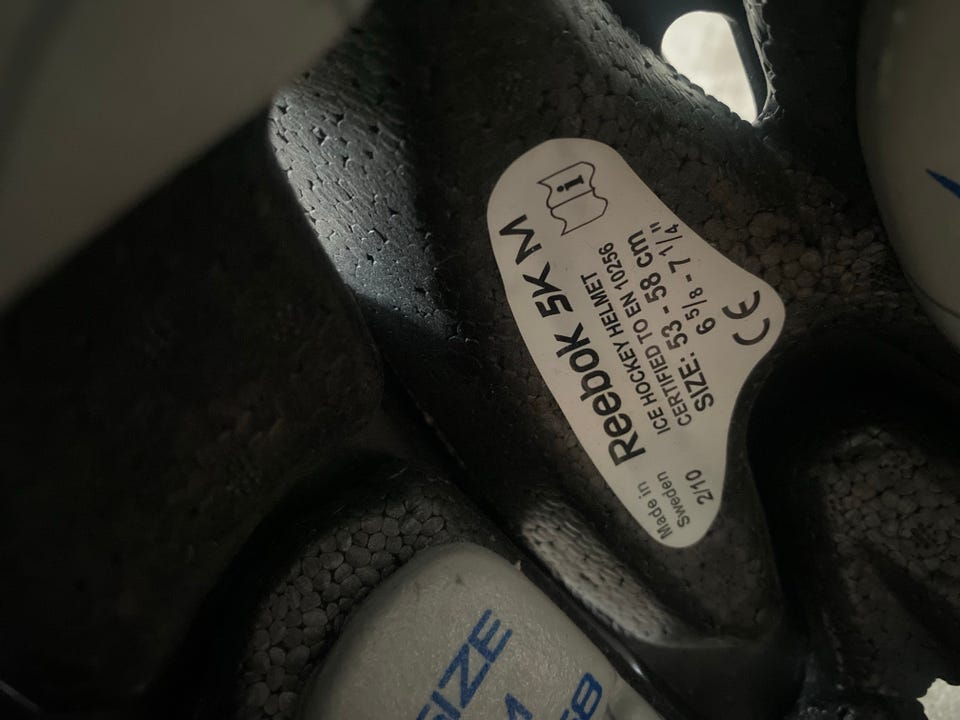 Reebok 5K M
ICE HOCKEY HELMET
CERTIFIED TO EN 10256
SIZE: 53 - 58 cm
6 5/8 - 7 1/4"
CE
Made in
Sweden
2/10
SIZE
58